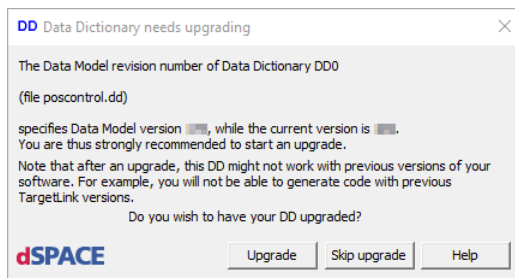 DD Data Dictionary needs upgrading
The Data Model revision number of Data Dictionary DD0
(file poscontrol.dd)
specifies Data Model version , while the current version is .
You are thus strongly recommended to start an upgrade.
Note that after an upgrade, this DD might not work with previous versions of your
software. For example, you will not be able to generate code with previous
TargetLink versions.
Do you wish to have your DD upgraded?
dSPACE Upgrade Skip upgrade Help